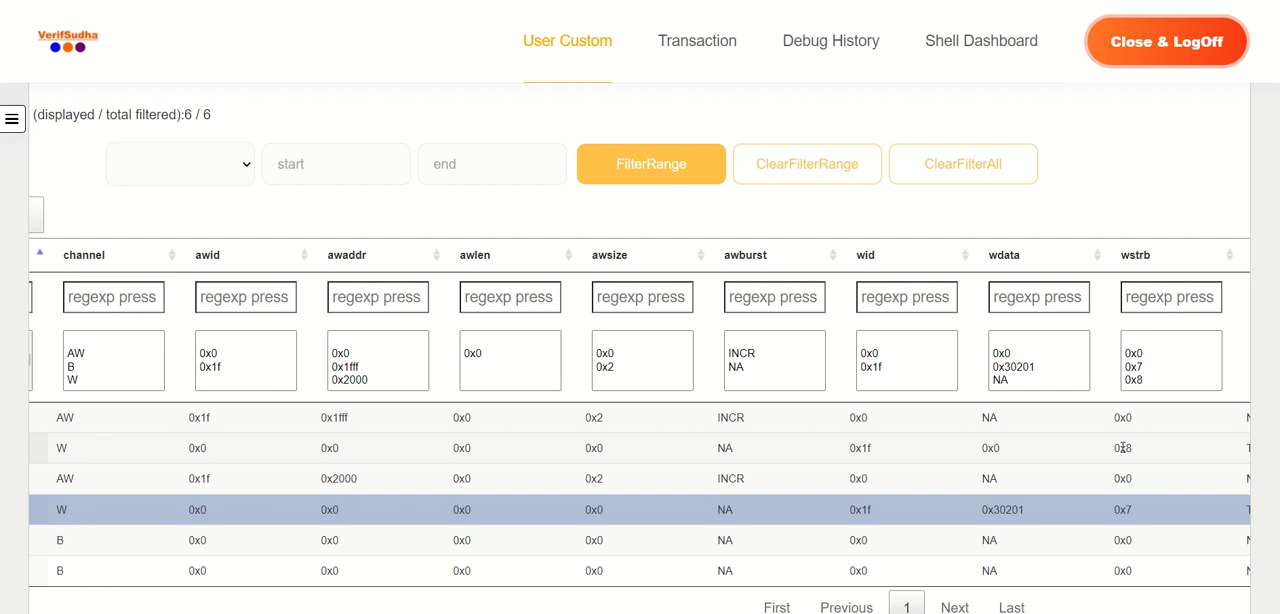 VerifSudha
User Custom Transaction Debug History Shell Dashboard Close & LogOff
(displayed / total filtered):6 / 6
start end FilterRange ClearFilterRange ClearFilterAll
channel awid awaddr awlen awsize awburst wid wdata wstrb
regexp press regexp press regexp press regexp press regexp press regexp press regexp press regexp press regexp press
AW 0x0 0x0 0x0 0x0 INCR 0x0 0x0 0x0
B 0x1f 0x1fff 0x2 NA 0x1f 0x30201 0x7
W 0x2000 NA 0x8
AW 0x1f 0x1fff 0x0 0x2 INCR 0x0 NA 0x0
W 0x0 0x0 0x0 0x0 NA 0x1f 0x0 0x8
AW 0x1f 0x2000 0x0 0x2 INCR 0x0 NA 0x0
W 0x0 0x0 0x0 0x0 NA 0x1f 0x30201 0x7
B 0x0 0x0 0x0 0x0 NA 0x0 NA 0x0
B 0x0 0x0 0x0 0x0 NA 0x0 NA 0x0
First Previous 1 Next Last